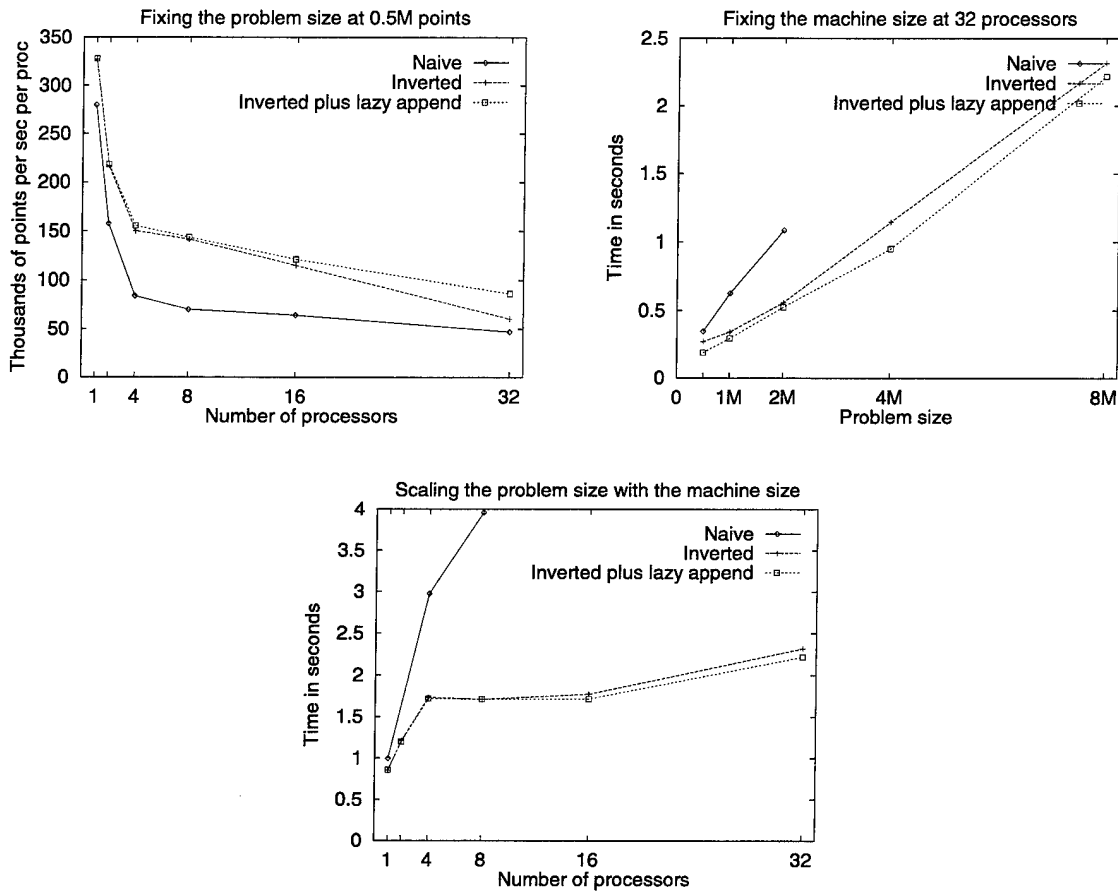 Fixing the problem size at 0.5M points
350
300
250
200
150
100
50
0
Thousands of points per sec per proc
Naive
Inverted
Inverted plus lazy append
1 4 8 16 32
Number of processors
Fixing the machine size at 32 processors
2.5
2
1.5
1
0.5
0
Time in seconds
Naive
Inverted
Inverted plus lazy append
0 1M 2M 4M 8M
Problem size
Scaling the problem size with the machine size
4
3
2.5
2
1.5
1
0.5
0
Time in seconds
Naive
Inverted
Inverted plus lazy append
1 4 8 16 32
Number of processors